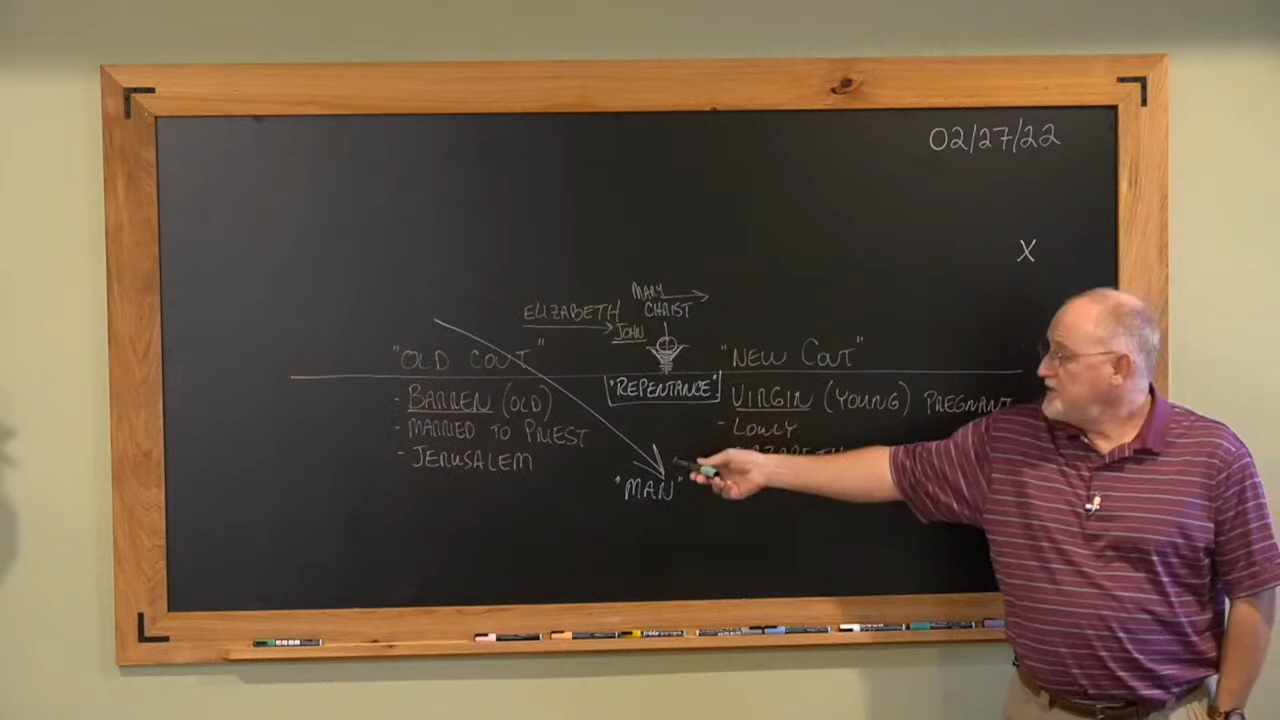 02/27/22
X
MARY
ELIZABETH CHRIST
JOHN
"OLD COVT" "NEW COVT"
"REPENTANCE"
- BARREN (OLD) VIRGIN (YOUNG) PREGNANT
- MARRIED TO PRIEST - LOWLY
- JERUSALEM
"MAN"